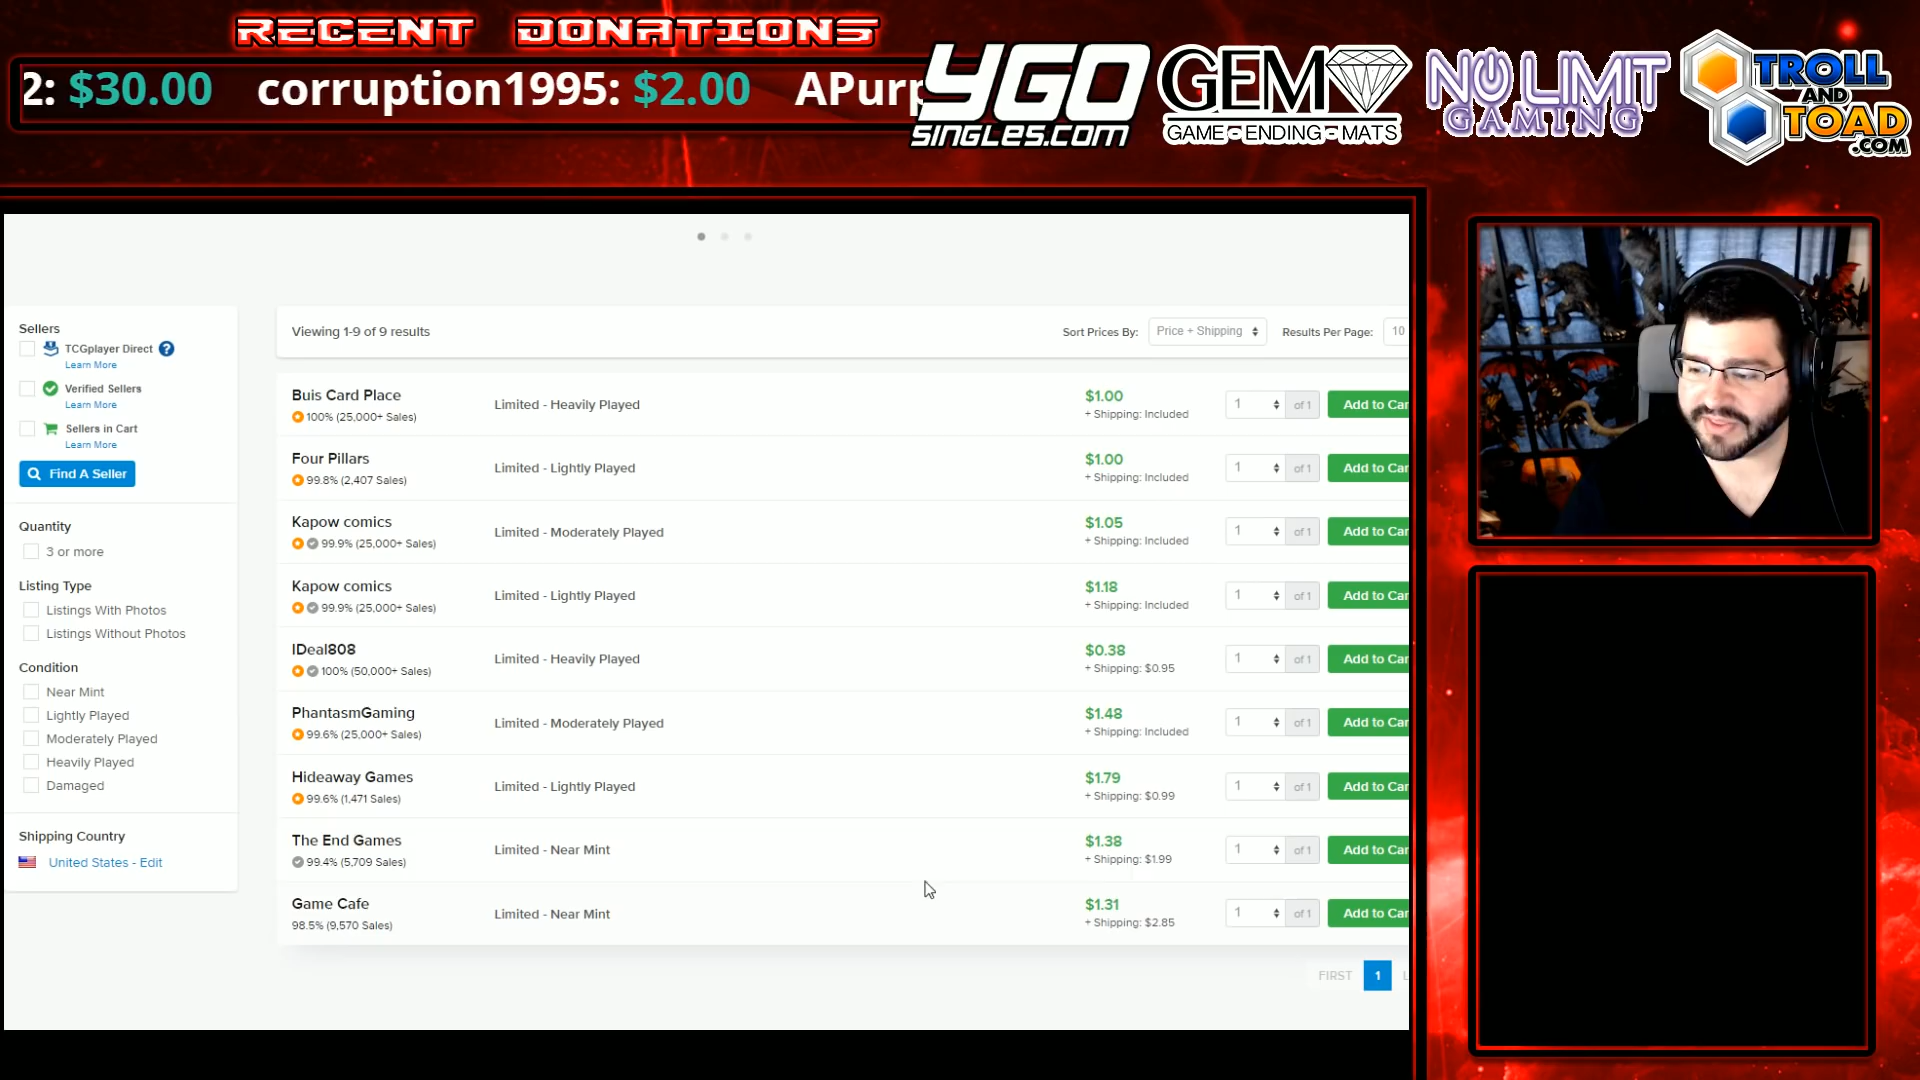 RECENT DONATIONS
2: $30.00 corruption1995: $2.00 APurp
YGO
SINGLES.COM
GEM
GAME-ENDING-MATS
NO LIMIT
GAMING
TROLL
AND
TOAD
.COM
Sellers
TCGplayer Direct ?
Learn More
Verified Sellers
Learn More
Sellers in Cart
Learn More
Find A Seller
Quantity
3 or more
Listing Type
Listings With Photos
Listings Without Photos
Condition
Near Mint
Lightly Played
Moderately Played
Heavily Played
Damaged
Shipping Country
United States - Edit
Viewing 1-9 of 9 results
Sort Prices By: Price + Shipping Results Per Page: 10
Buis Card Place
100% (25,000+ Sales)
Limited - Heavily Played
$1.00
+ Shipping: Included
1 of 1 Add to Car
Four Pillars
99.8% (2,407 Sales)
Limited - Lightly Played
$1.00
+ Shipping: Included
1 of 1 Add to Car
Kapow comics
99.9% (25,000+ Sales)
Limited - Moderately Played
$1.05
+ Shipping: Included
1 of 1 Add to Car
Kapow comics
99.9% (25,000+ Sales)
Limited - Lightly Played
$1.18
+ Shipping: Included
1 of 1 Add to Car
IDeal808
100% (50,000+ Sales)
Limited - Heavily Played
$0.38
+ Shipping: $0.95
1 of 1 Add to Car
PhantasmGaming
99.6% (25,000+ Sales)
Limited - Moderately Played
$1.48
+ Shipping: Included
1 of 1 Add to Car
Hideaway Games
99.6% (1,471 Sales)
Limited - Lightly Played
$1.79
+ Shipping: $0.99
1 of 1 Add to Car
The End Games
99.4% (5,709 Sales)
Limited - Near Mint
$1.38
+ Shipping: $1.99
1 of 1 Add to Car
Game Cafe
98.5% (9,570 Sales)
Limited - Near Mint
$1.31
+ Shipping: $2.85
1 of 1 Add to Car
FIRST 1 L